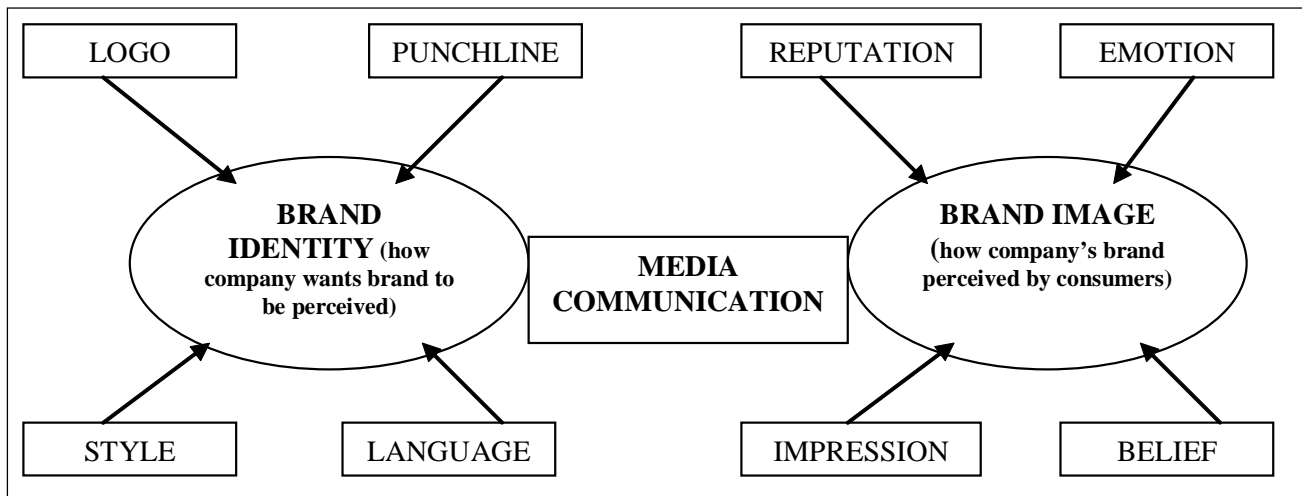 LOGO
PUNCHLINE
REPUTATION
EMOTION
BRAND
IDENTITY (how
company wants brand to
be perceived)
MEDIA
COMMUNICATION
BRAND IMAGE
(how company’s brand
perceived by consumers)
STYLE
LANGUAGE
IMPRESSION
BELIEF